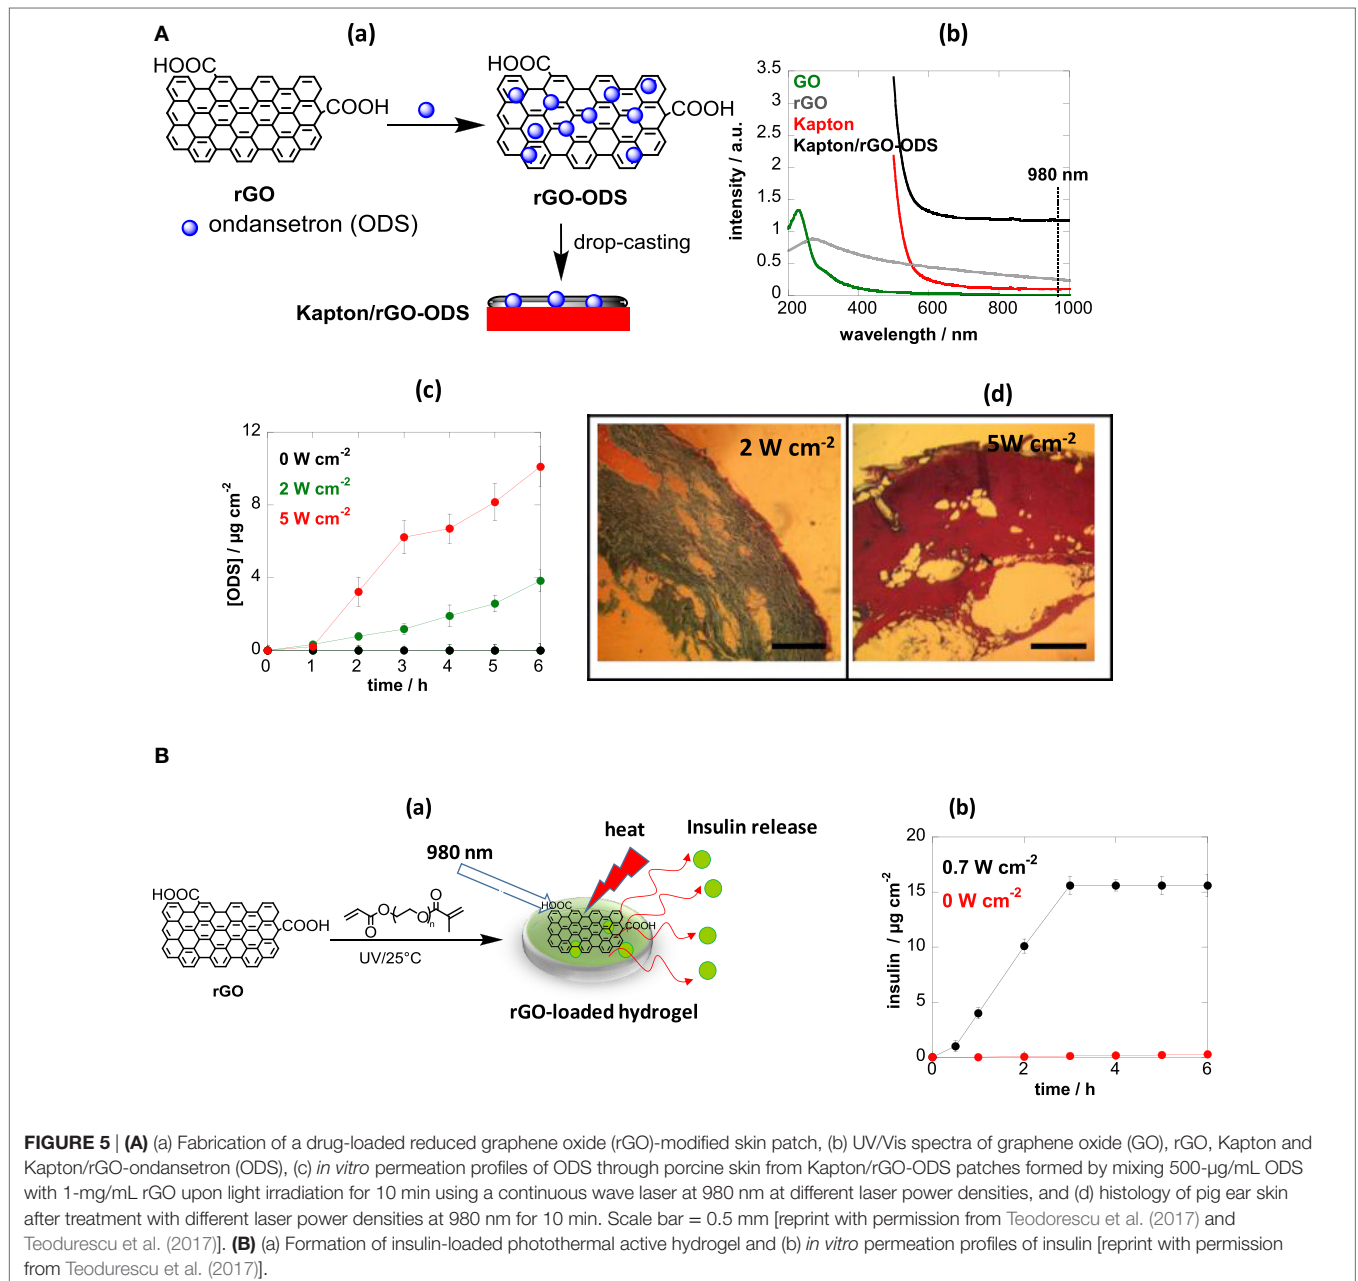 A
(a)
HOOC
COOH
rGO
ondansetron (ODS)
HOOC
COOH
rGO-ODS
drop-casting
Kapton/rGO-ODS
(b)
GO
rGO
Kapton
Kapton/rGO-ODS
980 nm
intensity / a.u.
3.5
3
2.5
2
1.5
1
0.5
0
200 400 600 800 1000
wavelength / nm
(c)
0 W cm-2
2 W cm-2
5 W cm-2
[ODS] / µg cm-2
12
8
4
0
0 1 2 3 4 5 6
time / h
(d)
2 W cm-2
5W cm-2
B
(a)
HOOC
COOH
rGO
O
O
O
n
O
O
UV/25°C
980 nm
heat
Insulin release
HOOC
COOH
rGO-loaded hydrogel
(b)
0.7 W cm-2
0 W cm-2
insulin / µg cm-2
20
15
10
5
0
0 2 4 6
time / h
FIGURE 5 | (A) (a) Fabrication of a drug-loaded reduced graphene oxide (rGO)-modified skin patch, (b) UV/Vis spectra of graphene oxide (GO), rGO, Kapton and
Kapton/rGO-ondansetron (ODS), (c) in vitro permeation profiles of ODS through porcine skin from Kapton/rGO-ODS patches formed by mixing 500-µg/mL ODS
with 1-mg/mL rGO upon light irradiation for 10 min using a continuous wave laser at 980 nm at different laser power densities, and (d) histology of pig ear skin
after treatment with different laser power densities at 980 nm for 10 min. Scale bar = 0.5 mm [reprint with permission from Teodorescu et al. (2017) and
Teodurescu et al. (2017)]. (B) (a) Formation of insulin-loaded photothermal active hydrogel and (b) in vitro permeation profiles of insulin [reprint with permission
from Teodurescu et al. (2017)].